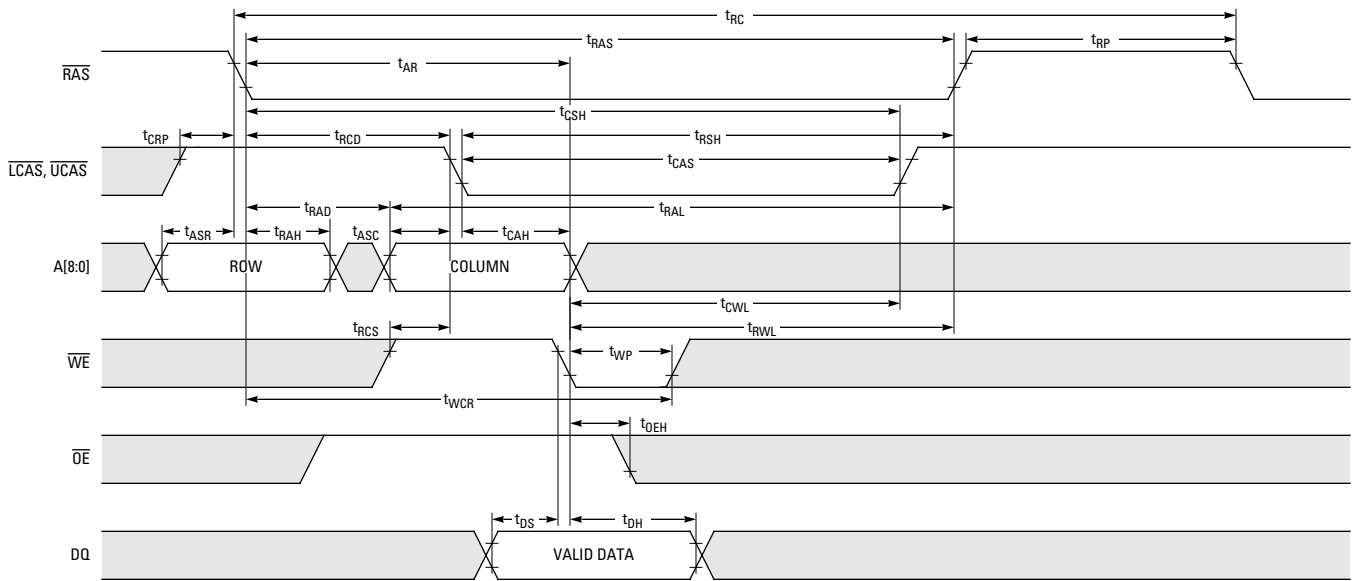 tRC
tRAS
tRP
RAS
tAR
tCSH
tCRP
tRCD
tRSH
LCAS, UCAS
tCAS
tRAD
tRAL
tASR
tRAH
tASC
tCAH
A[8:0]
ROW
COLUMN
tCWL
tRCS
tRWL
WE
tWP
tWCR
tOEH
OE
tDS
tDH
DQ
VALID DATA